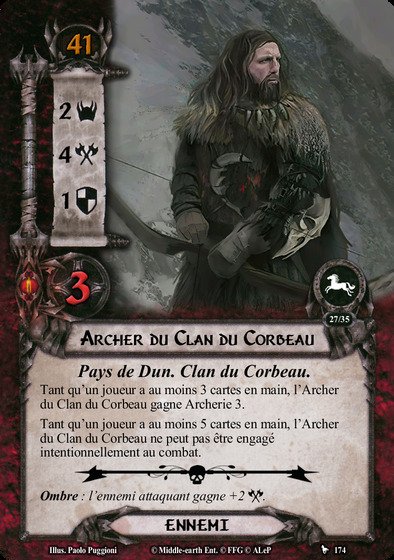 41
2
4
1
3
27/35
Archer du Clan du Corbeau
Pays de Dun. Clan du Corbeau.
Tant qu'un joueur a au moins 3 cartes en main, l'Archer
du Clan du Corbeau gagne Archerie 3.
Tant qu'un joueur a au moins 5 cartes en main, l'Archer
du Clan du Corbeau ne peut pas être engagé
intentionnellement au combat.
Ombre : l'ennemi attaquant gagne +2 .
ENNEMI
Illus. Paolo Puggioni © Middle-earth Ent. © FFG © ALeP 174